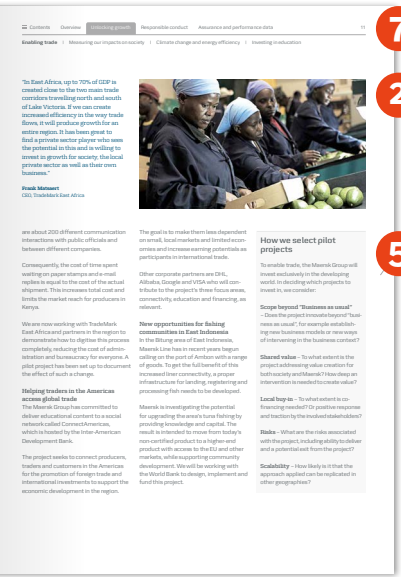 Contents Overview Unlocking growth Responsible conduct Assurance and performance data 11
Enabling trade | Measuring our impacts on society | Climate change and energy efficiency | Investing in education
7
2
5
"In East Africa, up to 70% of GDP is
created close to the two main trade
corridors travelling north and south
of Lake Victoria. If we can create
increased efficiency in the way trade
flows, it will produce growth for an
entire region. It has been great to
find a private sector player who sees
the potential in this and is willing to
invest in growth for society, the local
private sector as well as their own
business."
Frank Matsaert
CEO, TradeMark East Africa
are about 200 different communication
interactions with public officials and
between different companies.
Consequently, the cost of time spent
waiting on paper stamps and e-mail
replies is equal to the cost of the actual
shipment. This increases total cost and
limits the market reach for producers in
Kenya.
We are now working with TradeMark
East Africa and partners in the region to
demonstrate how to digitise this process
completely, reducing the cost of admin-
istration and bureaucracy for everyone. A
pilot project has been set up to document
the effect of such a change.
Helping traders in the Americas
access global trade
The Maersk Group has committed to
deliver educational content to a social
network called ConnectAmericas,
which is hosted by the Inter-American
Development Bank.
The project seeks to connect producers,
traders and customers in the Americas
for the promotion of foreign trade and
international investments to support the
economic development in the region.
The goal is to make them less dependent
on small, local markets and limited econ-
omies and increase earning potentials as
participants in international trade.
Other corporate partners are DHL,
Alibaba, Google and VISA who will con-
tribute to the project's three focus areas,
connectivity, education and financing, as
relevant.
New opportunities for fishing
communities in East Indonesia
In the Bitung area of East Indonesia,
Maersk Line has in recent years begun
calling on the port of Ambon with a range
of goods. To get the full benefit of this
increased liner connectivity, a proper
infrastructure for landing, registering and
processing fish needs to be developed.
Maersk is investigating the potential
for upgrading the area's tuna fishing by
providing knowledge and capital. The
result is intended to move from today's
non-certified product to a higher-end
product with access to the EU and other
markets, while supporting community
development. We will be working with
the World Bank to design, implement and
fund this project.
How we select pilot
projects
To enable trade, the Maersk Group will
invest exclusively in the developing
world. In deciding which projects to
invest in, we consider:
Scope beyond "Business as usual"
– Does the project innovate beyond "busi-
ness as usual", for example establish-
ing new business models or new ways
of intervening in the business context?
Shared value – To what extent is the
project addressing value creation for
both society and Maersk? How deep an
intervention is needed to create value?
Local buy-in – To what extent is co-
financing needed? Or positive response
and traction by the involved stakeholders?
Risks – What are the risks associated
with the project, including ability to deliver
and a potential exit from the project?
Scalability – How likely is it that the
approach applied can be replicated in
other geographies?